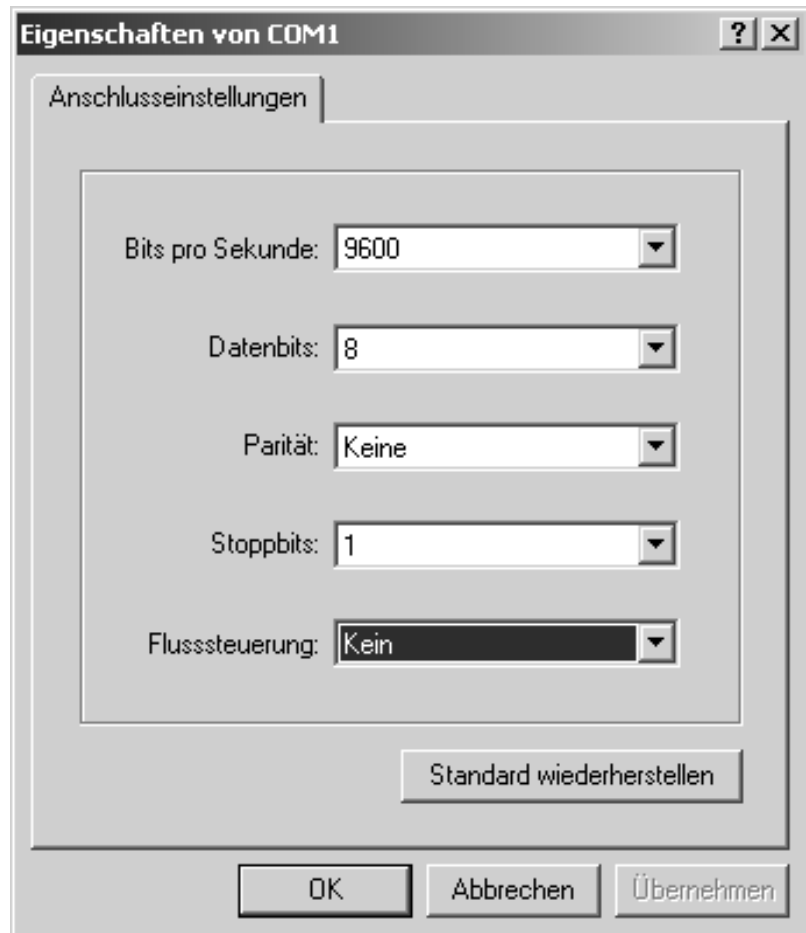 Eigenschaften von COM1
Anschlusseinstellungen
Bits pro Sekunde: 9600
Datenbits: 8
Parität: Keine
Stoppbits: 1
Flusssteuerung: Kein
Standard wiederherstellen
OK Abbrechen Übernehmen